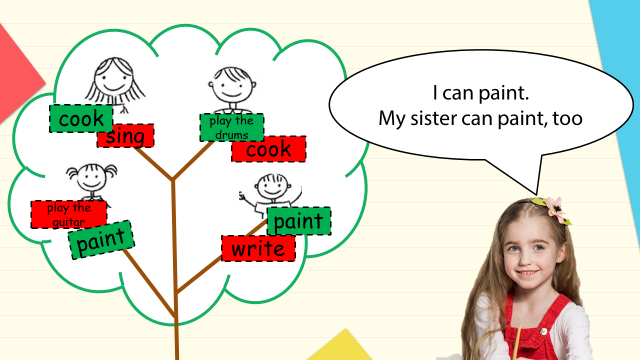 cook
sing
play the
drums
cook
play the
guitar
paint
paint
write
I can paint.
My sister can paint, too